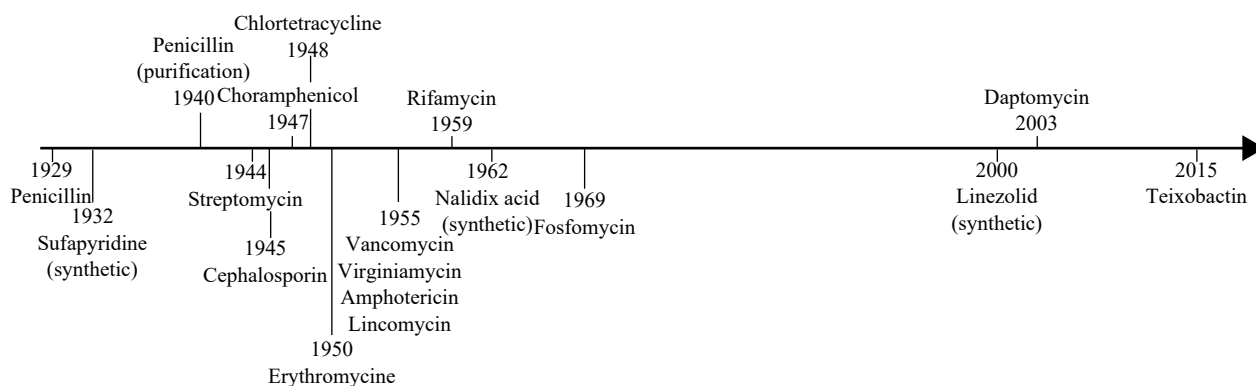 Chlortetracycline
1948
Penicillin
(purification)
1940
Choramphenicol
1947
Rifamycin
1959
Daptomycin
2003
1929
Penicillin
1932
Sufapyridine
(synthetic)
1944
Streptomycin
1945
Cephalosporin
1950
Erythromycine
1955
Vancomycin
Virginiamycin
Amphotericin
Lincomycin
1962
Nalidix acid
(synthetic)
1969
Fosfomycin
2000
Linezolid
(synthetic)
2015
Teixobactin